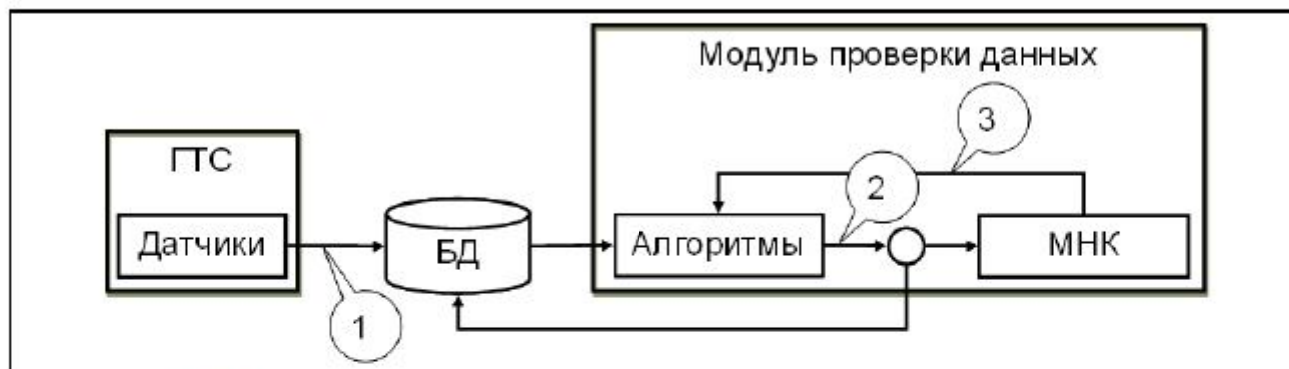 Модуль проверки данных
3
ГТС
2
Датчики
БД
Алгоритмы
МНК
1